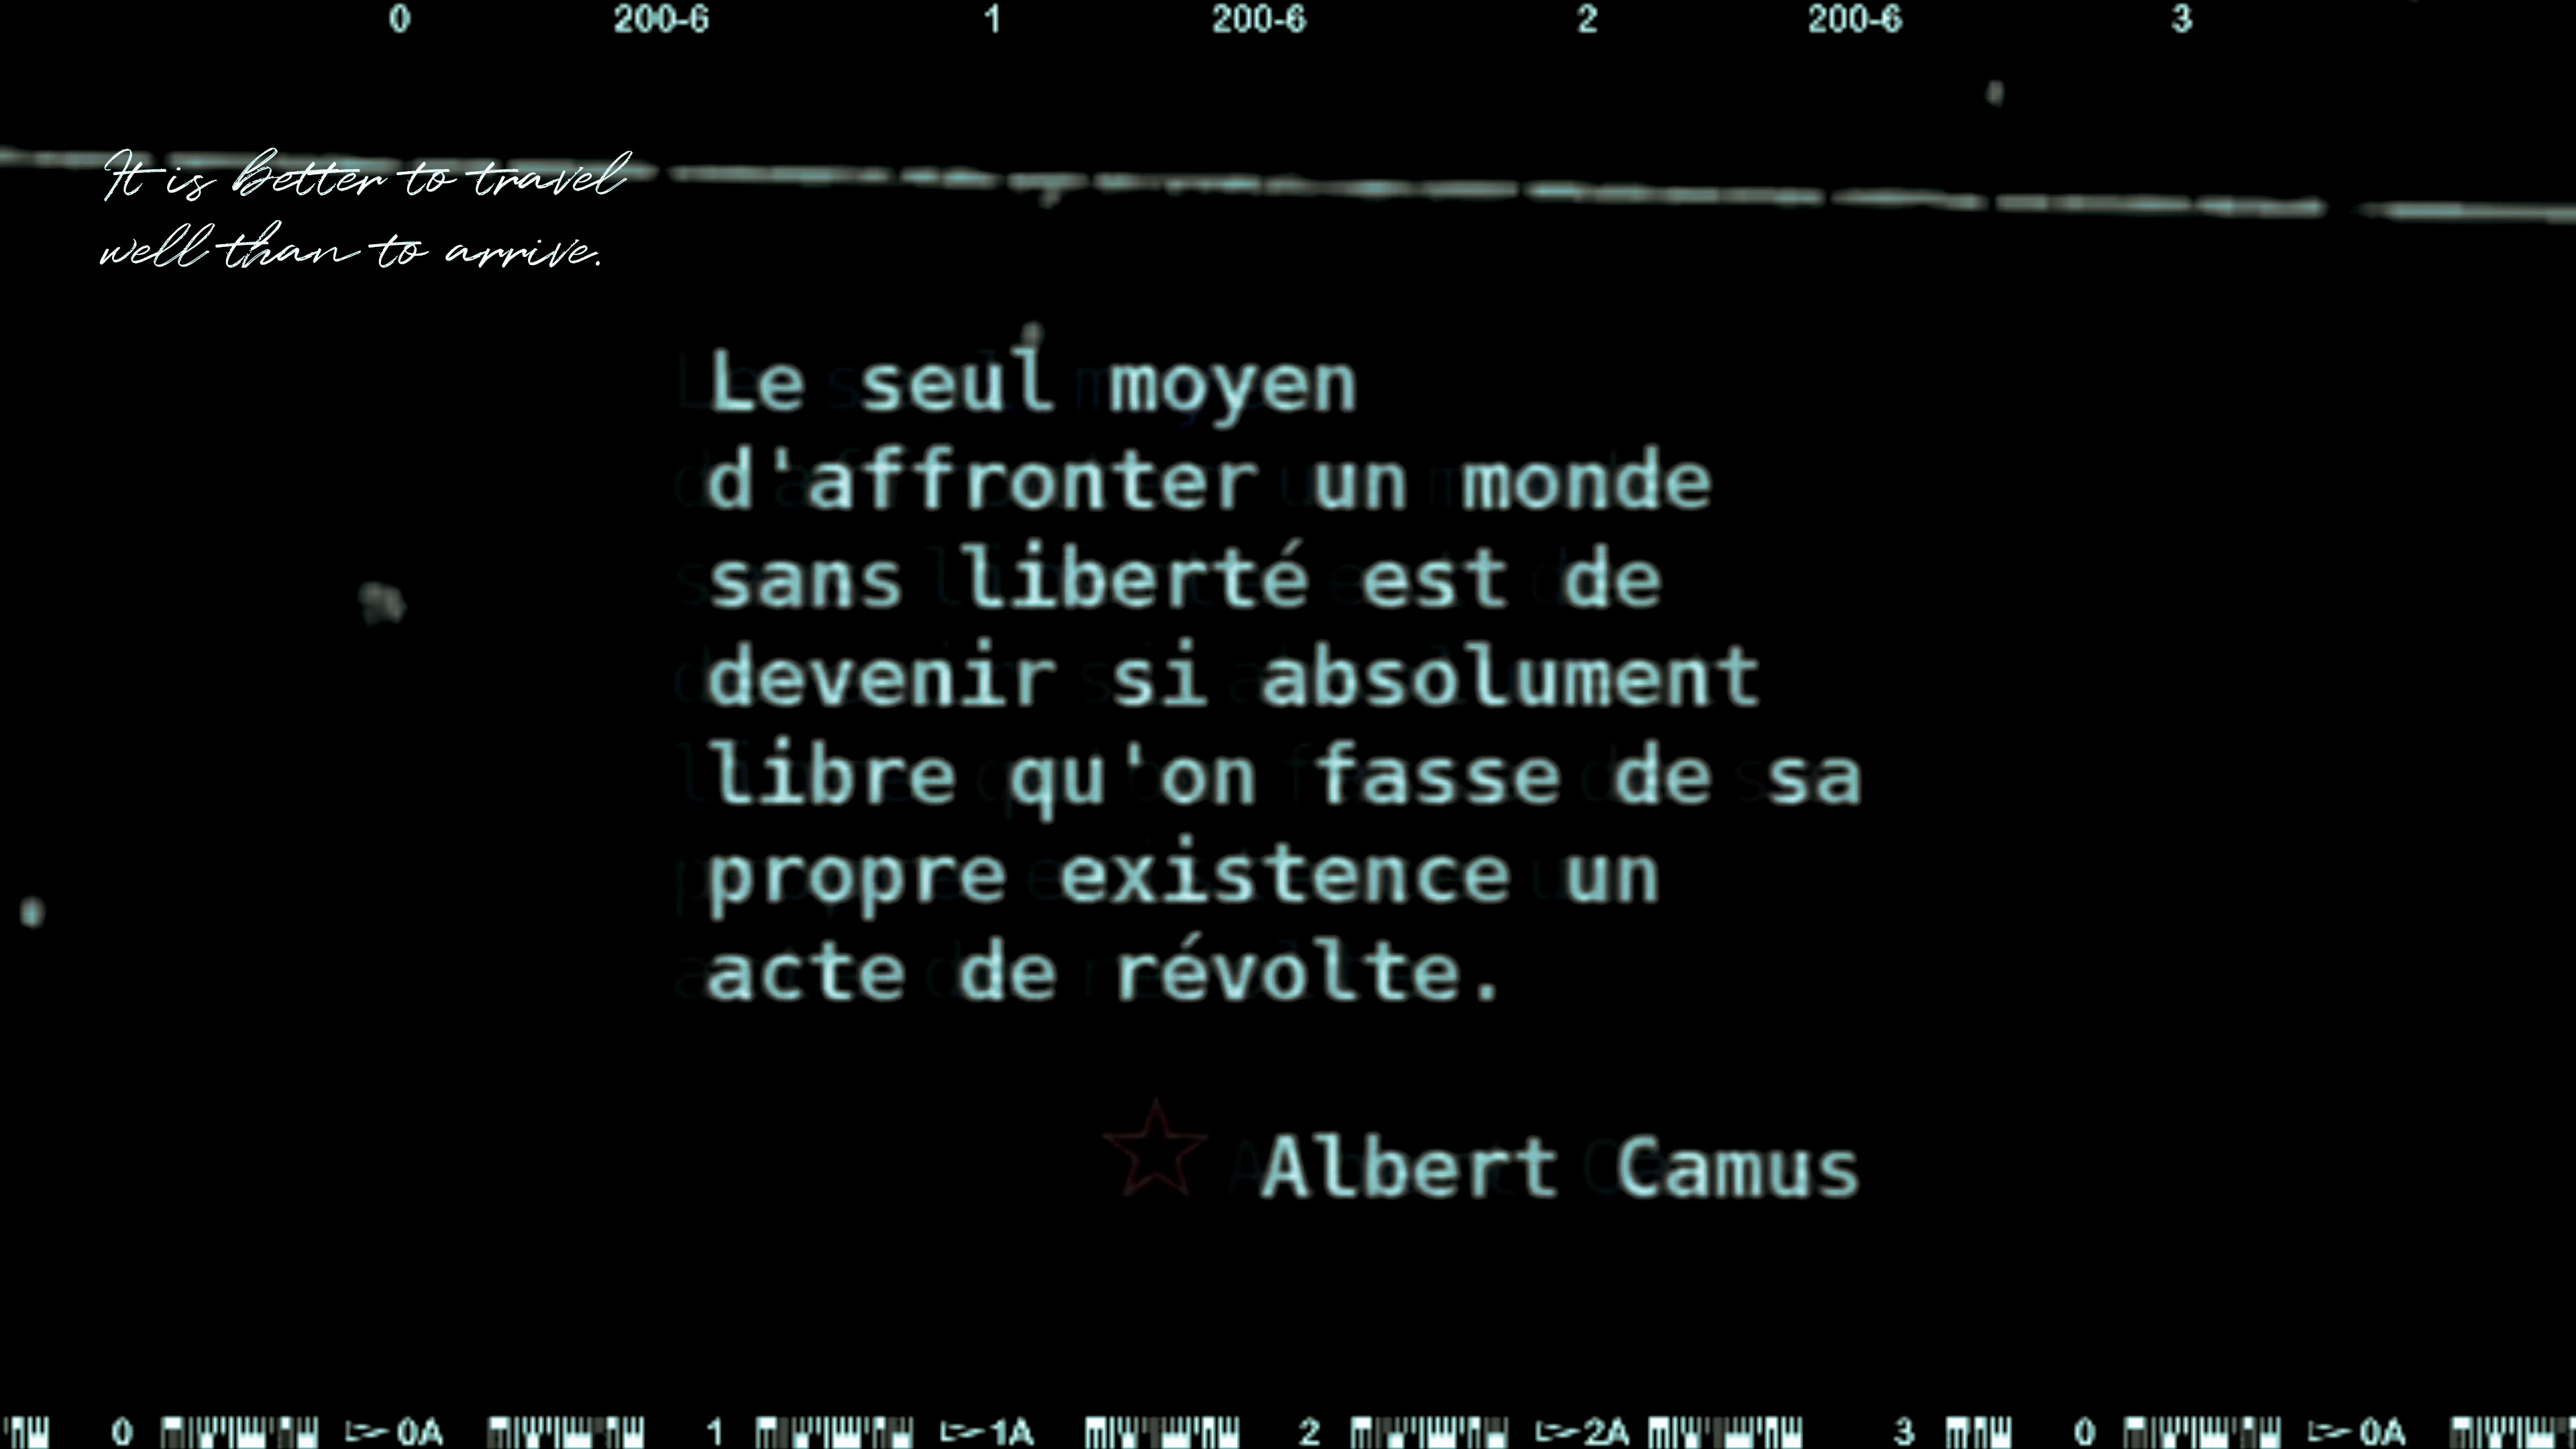 0 200-6 1 200-6 2 200-6 3
It is better to travel
well than to arrive.
Le seul moyen
d'affronter un monde
sans liberté est de
devenir si absolument
libre qu'on fasse de sa
propre existence un
acte de révolte.
Albert Camus
0 0A 1 1A 2 2A 3 0 0A